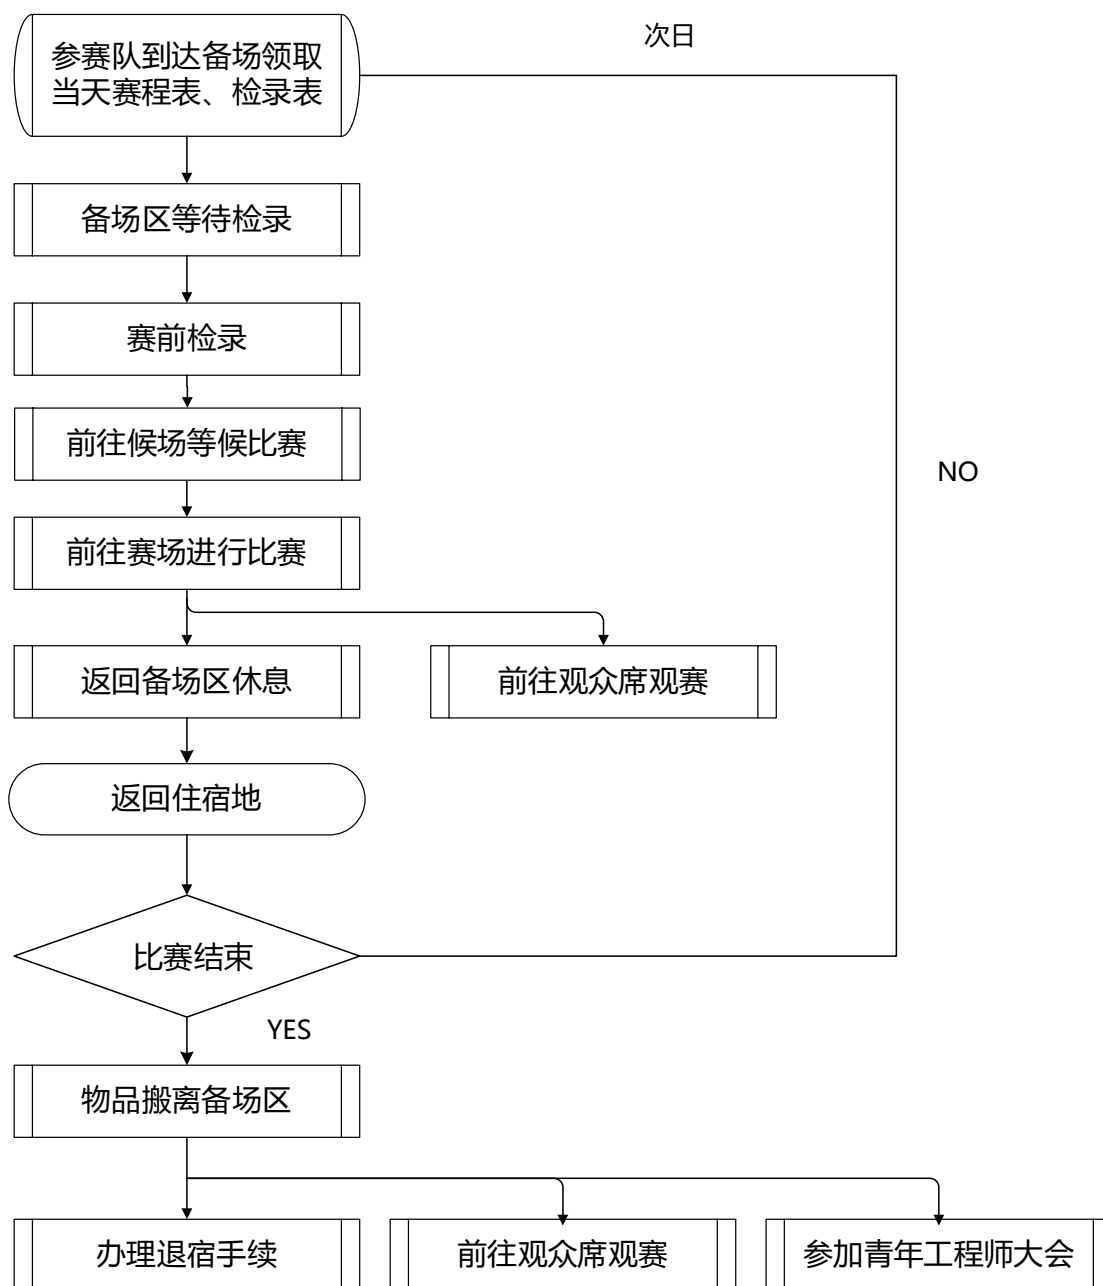 参赛队到达备场领取
当天赛程表、检录表
次日
备场区等待检录
赛前检录
前往候场等候比赛
NO
前往赛场进行比赛
返回备场区休息
前往观众席观赛
返回住宿地
比赛结束
YES
物品搬离备场区
办理退宿手续
前往观众席观赛
参加青年工程师大会